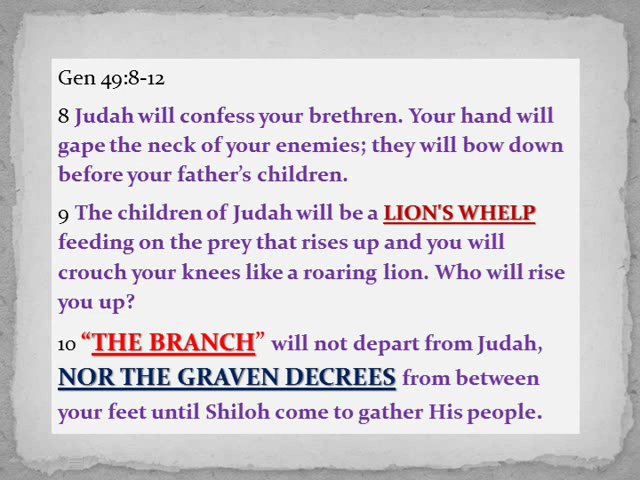 Gen 49:8-12
8 Judah will confess your brethren. Your hand will
gape the neck of your enemies; they will bow down
before your father’s children.
9 The children of Judah will be a LION'S WHELP
feeding on the prey that rises up and you will
crouch your knees like a roaring lion. Who will rise
you up?
10 “THE BRANCH” will not depart from Judah,
NOR THE GRAVEN DECREES from between
your feet until Shiloh come to gather His people.